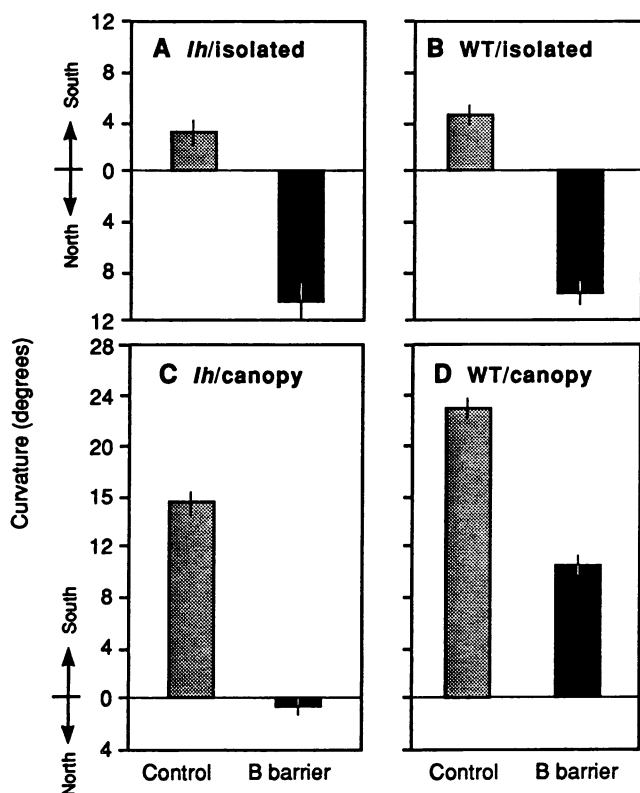 12
8
4
0
4
8
12
South
North
A lh/isolated
B WT/isolated
Curvature (degrees)
28
24
20
15
12
8
4
0
4
South
North
C lh/canopy
D WT/canopy
Control B barrier Control B barrier